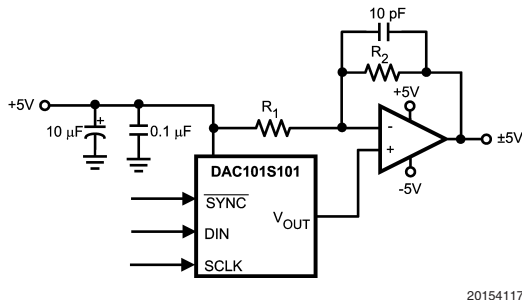 10 pF
R2
+5V
+5V
R1
10 µF
+
0.1 µF
-
+
±5V
-5V
DAC101S101
SYNC
VOUT
DIN
SCLK
20154117